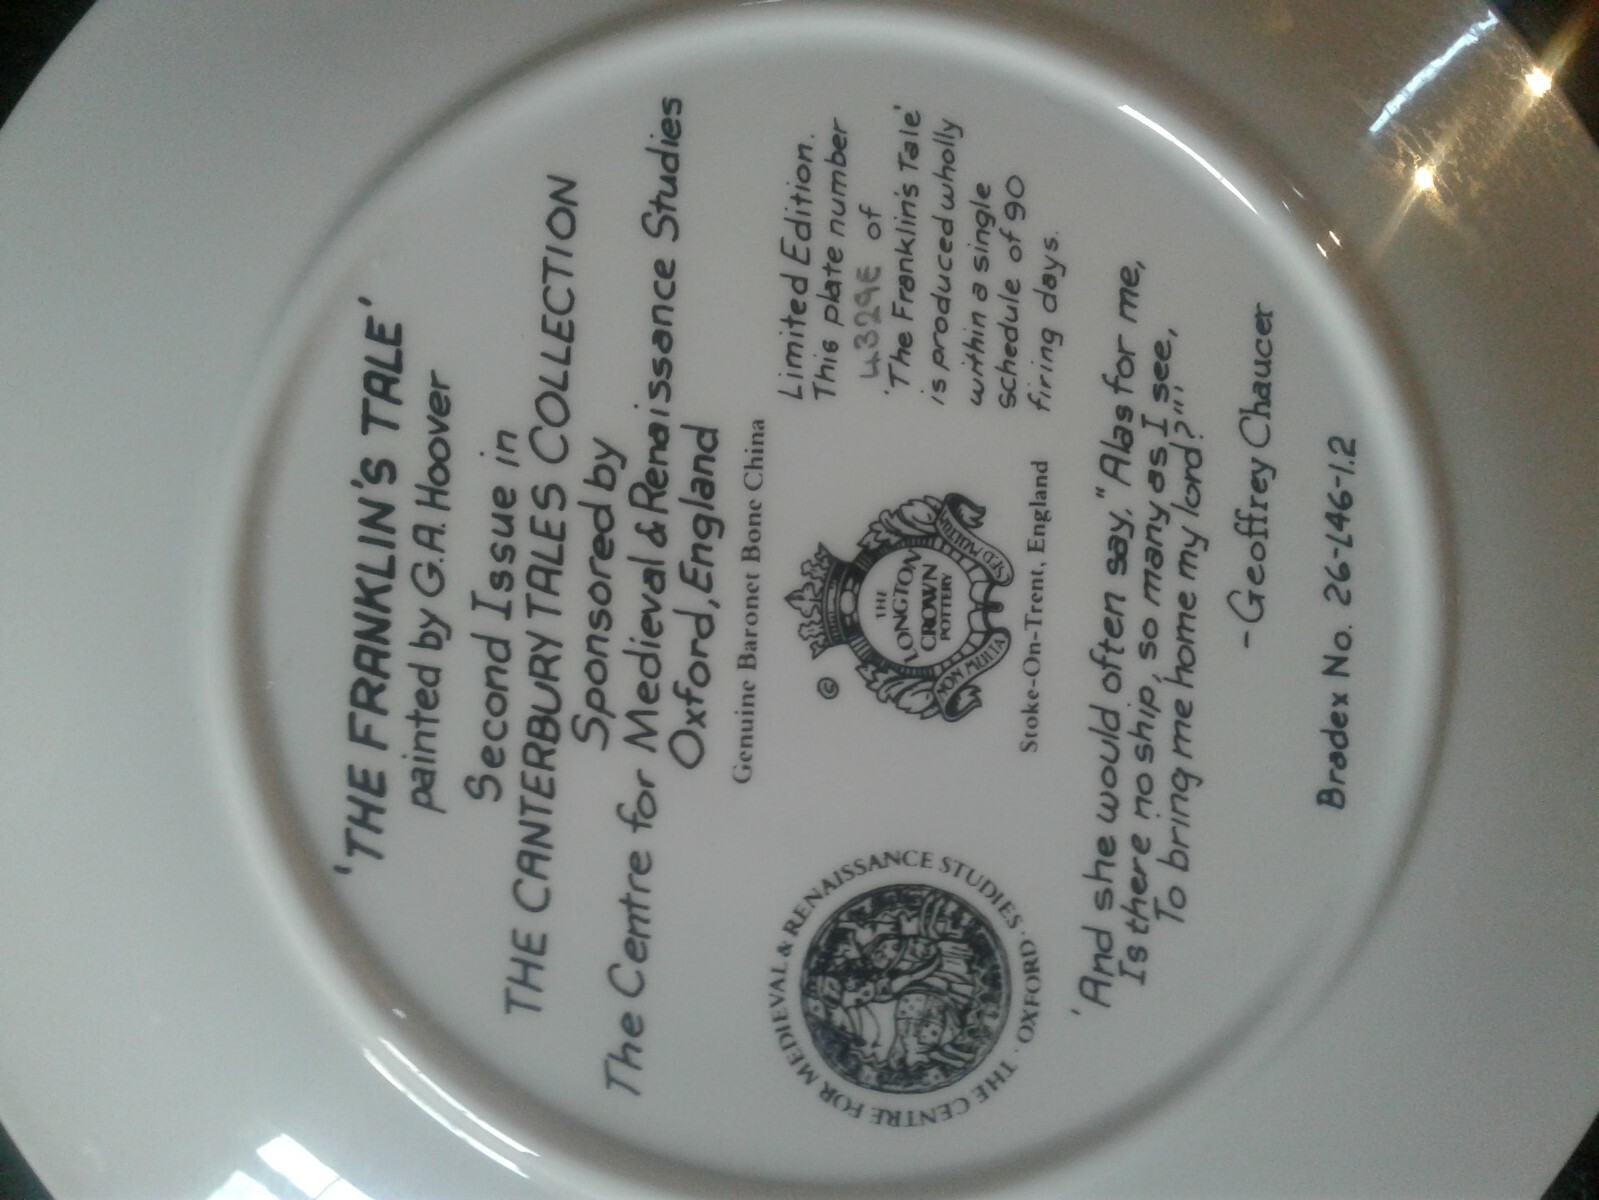 'THE FRANKLIN'S TALE'
painted by G.A. Hoover
Second Issue in
THE CANTERBURY TALES COLLECTION
Sponsored by
The Centre for Medieval & Renaissance Studies
Oxford, England
Genuine Baronet Bone China
THE CENTRE FOR MEDIEVAL & RENAISSANCE STUDIES · OXFORD ·
©
THE
LONGTON
CROWN
POTTERY
NON MULTA SED MULTUM
Stoke-On-Trent, England
Limited Edition.
This plate number
4329E of
'The Franklin's Tale'
is produced wholly
within a single
schedule of 90
firing days.
'And she would often say, "Alas for me,
Is there no ship, so many as I see,
To bring me home my lord?"'
-Geoffrey Chaucer
Bradex No. 26-L46-1.2